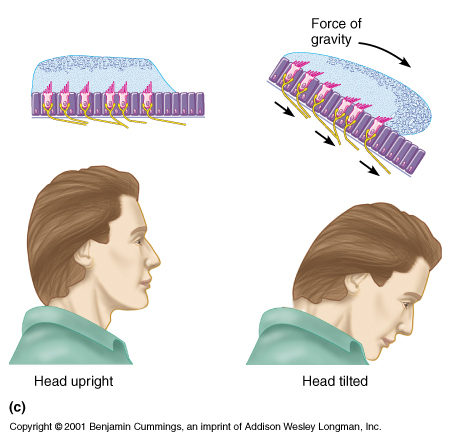 Force of
gravity
Head upright
Head tilted
(c)
Copyright © 2001 Benjamin Cummings, an imprint of Addison Wesley Longman, Inc.